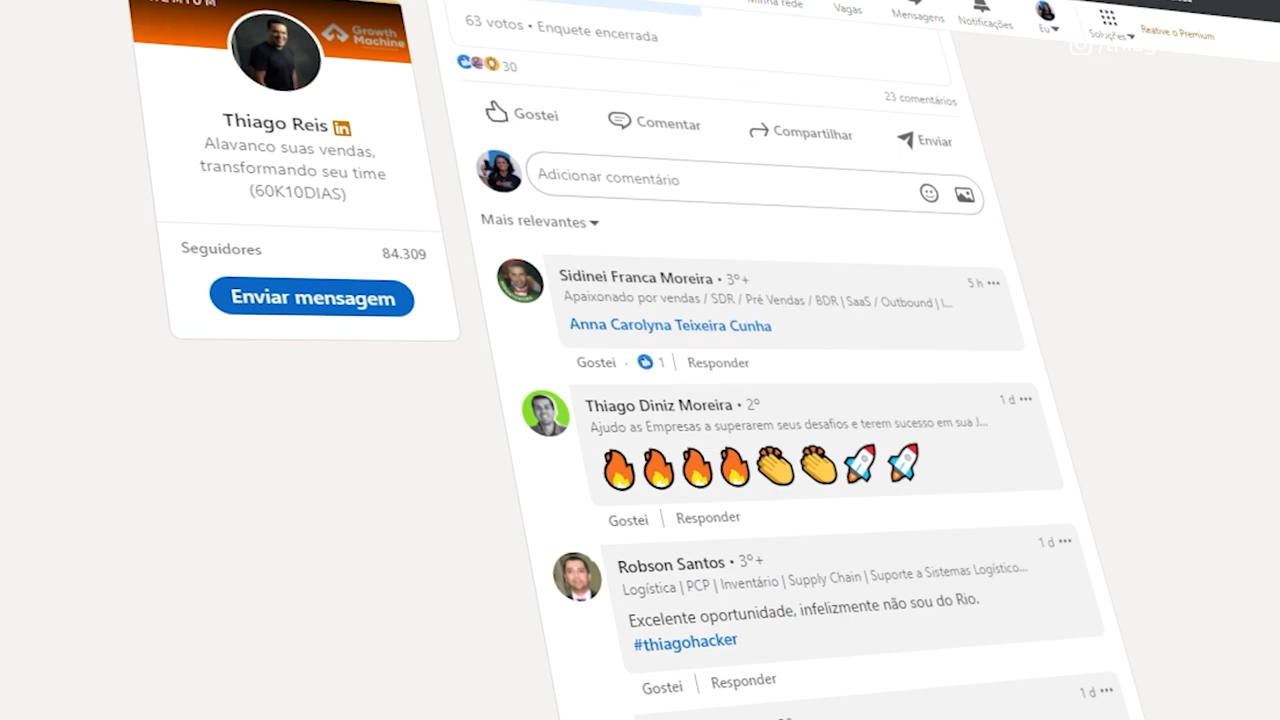 Growth
Machine
Thiago Reis in
Alavanco suas vendas,
transformando seu time
(60K10DIAS)
Seguidores 84.309
Enviar mensagem
Minha rede
Vagas
Mensagens
Notificações
Eu
Soluções
Reative o Premium
63 votos • Enquete encerrada
30
23 comentários
Gostei
Comentar
Compartilhar
Enviar
Adicionar comentário
Mais relevantes
Sidinei Franca Moreira • 3º+
5 h •••
Apaixonado por vendas / SDR / Pré Vendas / BDR | SaaS / Outbound | I...
Anna Carolyna Teixeira Cunha
Gostei · 1 | Responder
Thiago Diniz Moreira • 2º
1 d •••
Ajudo as Empresas a superarem seus desafios e terem sucesso em sua J...
🔥🔥🔥🔥👏👏🚀🚀
Gostei | Responder
Robson Santos • 3º+
1 d •••
Logística | PCP | Inventário | Supply Chain | Suporte a Sistemas Logístico...
Excelente oportunidade, infelizmente não sou do Rio.
#thiagohacker
Gostei | Responder
1 d •••